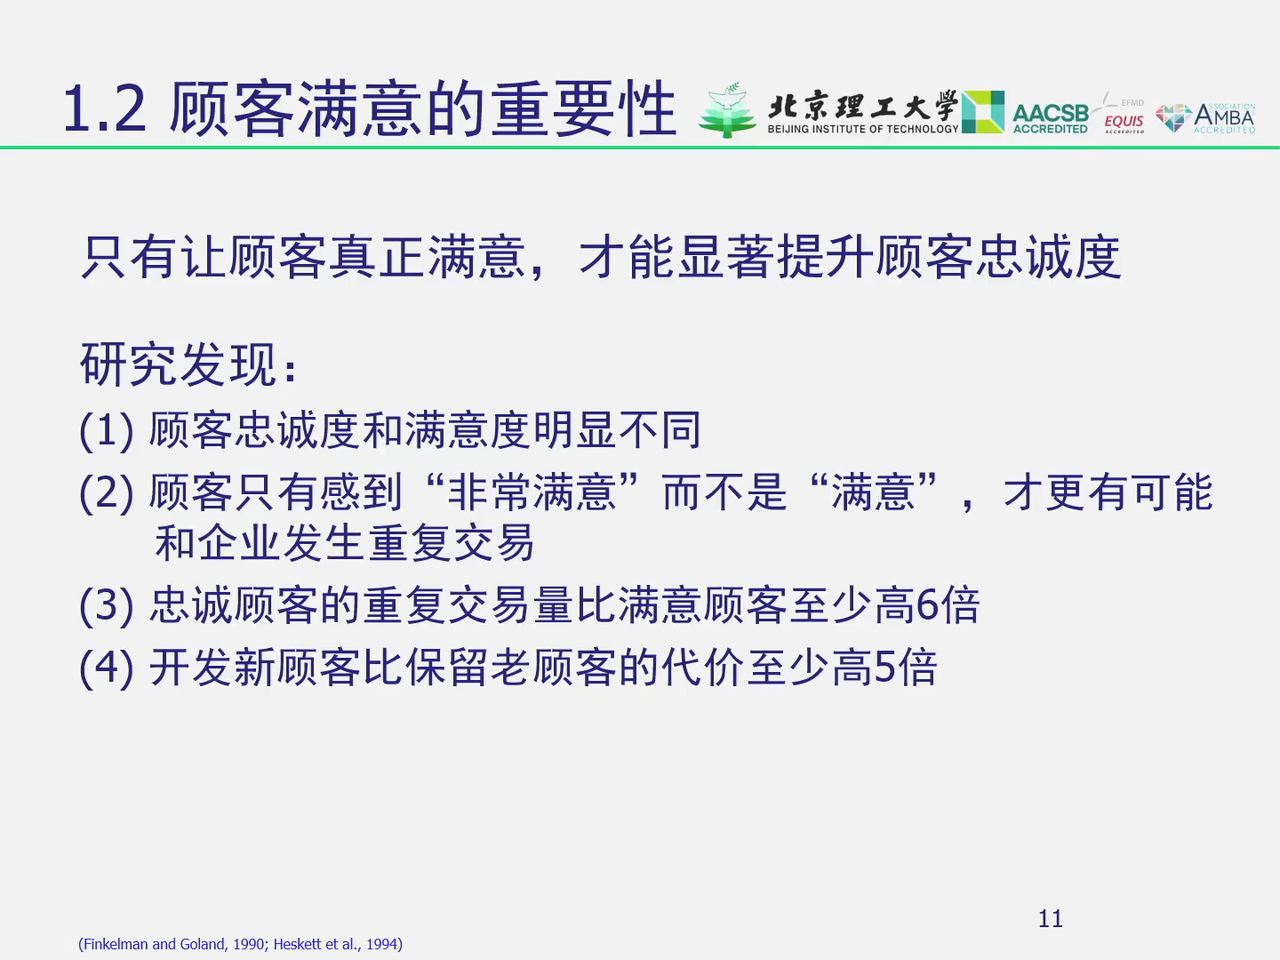 1.2 顾客满意的重要性
北京理工大学
BEIJING INSTITUTE OF TECHNOLOGY
AACSB
ACCREDITED
EFMD
EQUIS
ACCREDITED
ASSOCIATION
AMBA
ACCREDITED
只有让顾客真正满意，才能显著提升顾客忠诚度
研究发现：
(1) 顾客忠诚度和满意度明显不同
(2) 顾客只有感到“非常满意”而不是“满意”，才更有可能
和企业发生重复交易
(3) 忠诚顾客的重复交易量比满意顾客至少高6倍
(4) 开发新顾客比保留老顾客的代价至少高5倍
11
(Finkelman and Goland, 1990; Heskett et al., 1994)